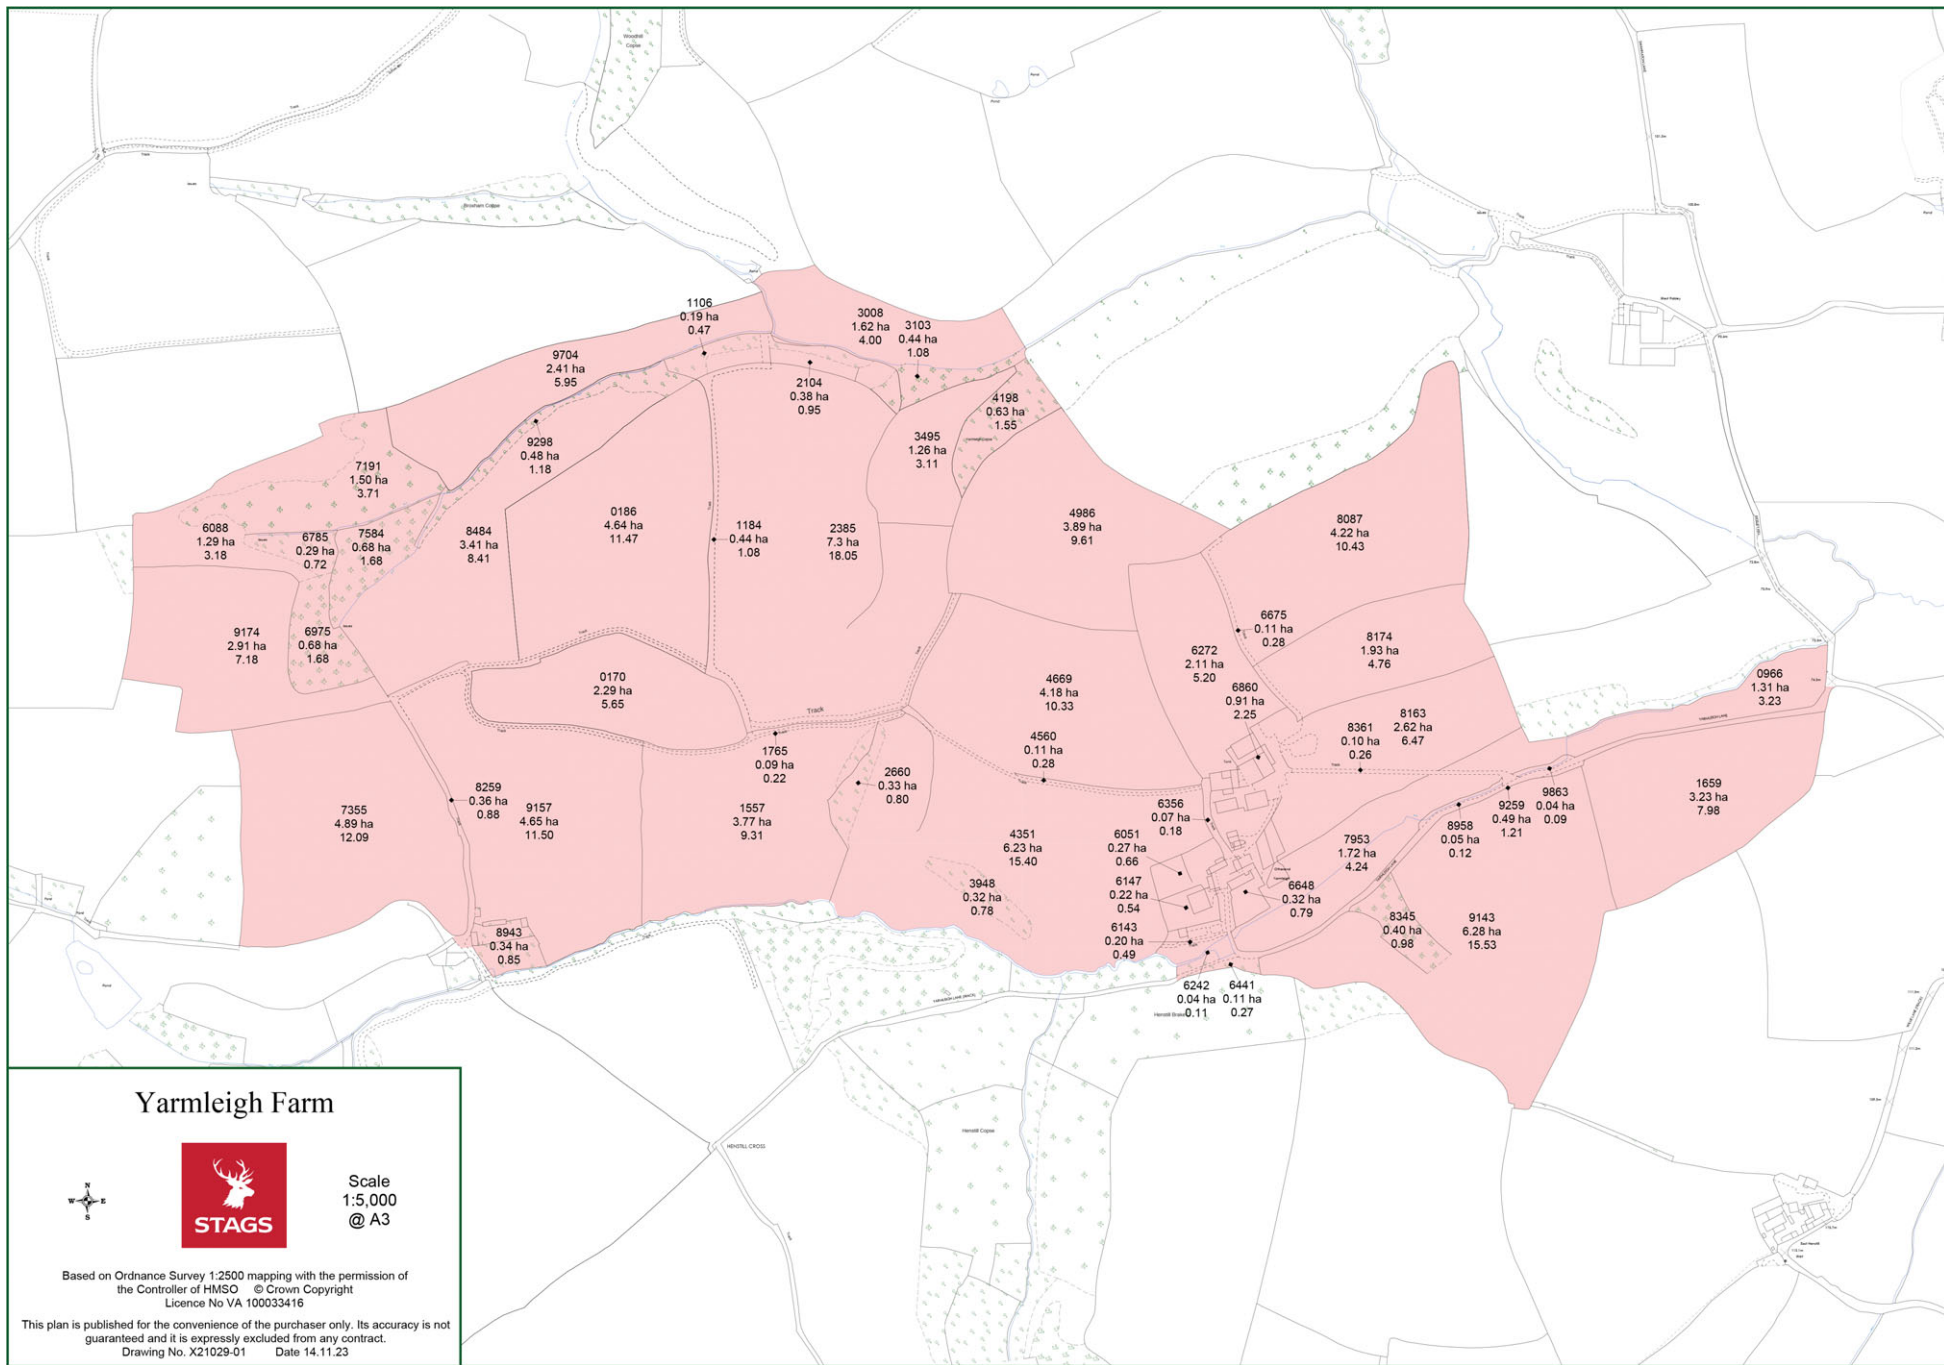 Woodhill
Copse
Track
Brixham Copse
Pond
Pond
Pond
1106
0.19 ha
0.47
3008
1.62 ha
4.00
3103
0.44 ha
1.08
9704
2.41 ha
5.95
2104
0.38 ha
0.95
4198
0.63 ha
1.55
9298
0.48 ha
1.18
3495
1.26 ha
3.11
7191
1.50 ha
3.71
6088
1.29 ha
3.18
6785
0.29 ha
0.72
7584
0.68 ha
1.68
8484
3.41 ha
8.41
0186
4.64 ha
11.47
1184
0.44 ha
1.08
2385
7.3 ha
18.05
4986
3.89 ha
9.61
8087
4.22 ha
10.43
9174
2.91 ha
7.18
6975
0.68 ha
1.68
6675
0.11 ha
0.28
8174
1.93 ha
4.76
6272
2.11 ha
5.20
0170
2.29 ha
5.65
4669
4.18 ha
10.33
6860
0.91 ha
2.25
0966
1.31 ha
3.23
Track
8361
0.10 ha
0.26
8163
2.62 ha
6.47
1765
0.09 ha
0.22
4560
0.11 ha
0.28
2660
0.33 ha
0.80
8259
0.36 ha
0.88
7355
4.89 ha
12.09
9157
4.65 ha
11.50
1557
3.77 ha
9.31
4351
6.23 ha
15.40
6356
0.07 ha
0.18
6051
0.27 ha
0.66
7953
1.72 ha
4.24
8958
0.05 ha
0.12
9259
0.49 ha
1.21
9863
0.04 ha
0.09
1659
3.23 ha
7.98
3948
0.32 ha
0.78
6147
0.22 ha
0.54
6648
0.32 ha
0.79
8345
0.40 ha
0.98
9143
6.28 ha
15.53
8943
0.34 ha
0.85
6143
0.20 ha
0.49
6242
0.04 ha
0.11
6441
0.11 ha
0.27
Henstill Brake
Henstill Copse
HENSTILL CROSS
East Henstill
Yarmleigh Farm
N
W E
S
STAGS
Scale
1:5,000
@ A3
Based on Ordnance Survey 1:2500 mapping with the permission of
the Controller of HMSO © Crown Copyright
Licence No VA 100033416
This plan is published for the convenience of the purchaser only. Its accuracy is not
guaranteed and it is expressly excluded from any contract.
Drawing No. X21029-01 Date 14.11.23